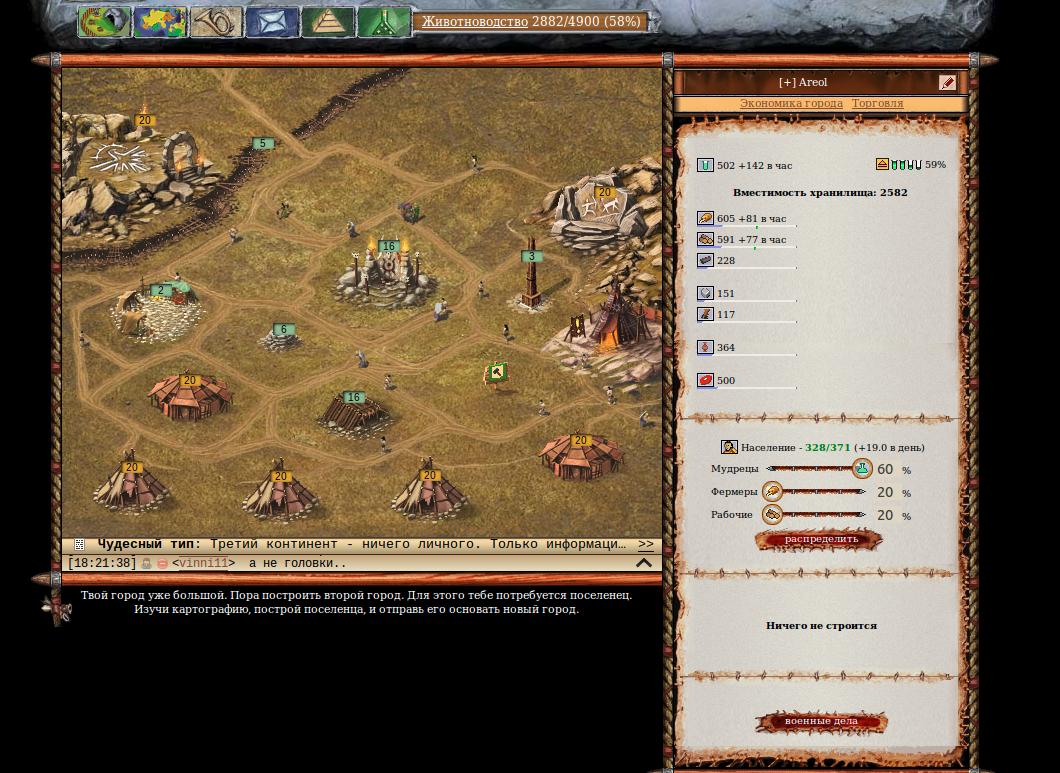 Животноводство 2882/4900 (58%)
[+] Areol
Экономика города Торговля
502 +142 в час 59%
Вместимость хранилища: 2582
605 +81 в час
591 +77 в час
228
151
117
364
500
Население - 328/371 (+19.0 в день)
Мудрецы 60 %
Фермеры 20 %
Рабочие 20 %
распределить
Ничего не строится
военные дела
20
5
20
16
3
2
6
20
16
20
20
20
20
Чудесный тип: Третий континент - ничего личного. Только информаци… >>
[18:21:38] <vinni11> а не головки..
Твой город уже большой. Пора построить второй город. Для этого тебе потребуется поселенец.
Изучи картографию, построй поселенца, и отправь его основать новый город.